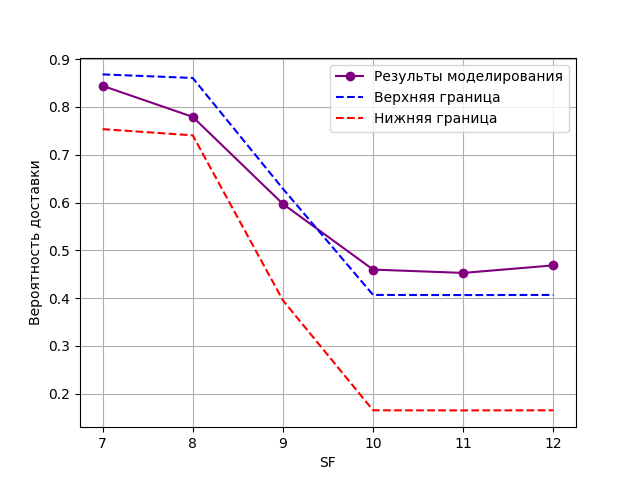 0.9
0.8
0.7
0.6
0.5
0.4
0.3
0.2
Вероятность доставки
Результы моделирования
Верхняя граница
Нижняя граница
7 8 9 10 11 12
SF